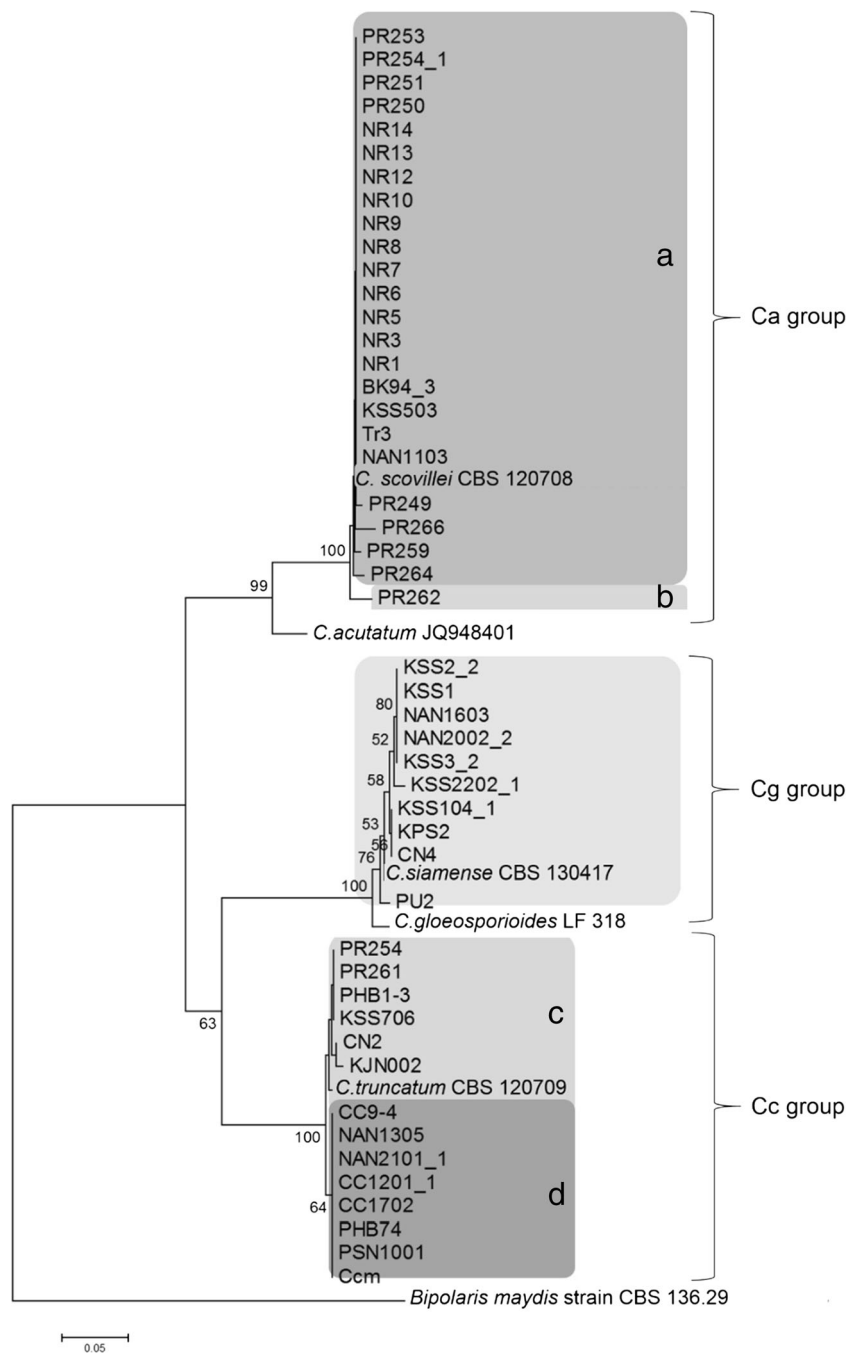 PR253
PR254_1
PR251
PR250
NR14
NR13
NR12
NR10
NR9
NR8
a
NR7
NR6
NR5
Ca group
NR3
NR1
BK94_3
KSS503
Tr3
NAN1103
C. scovillei CBS 120708
PR249
PR266
100
PR259
PR264
99
PR262
b
C.acutatum JQ948401
KSS2_2
KSS1
80
NAN1603
52
NAN2002_2
KSS3_2
58
KSS2202_1
Cg group
KSS104_1
53
KPS2
56
76
CN4
C.siamense CBS 130417
100
PU2
C.gloeosporioides LF 318
PR254
PR261
PHB1-3
63
KSS706
c
CN2
KJN002
C.truncatum CBS 120709
Cc group
CC9-4
100
NAN1305
NAN2101_1
CC1201_1
d
64
CC1702
PHB74
PSN1001
Ccm
Bipolaris maydis strain CBS 136.29
0.05